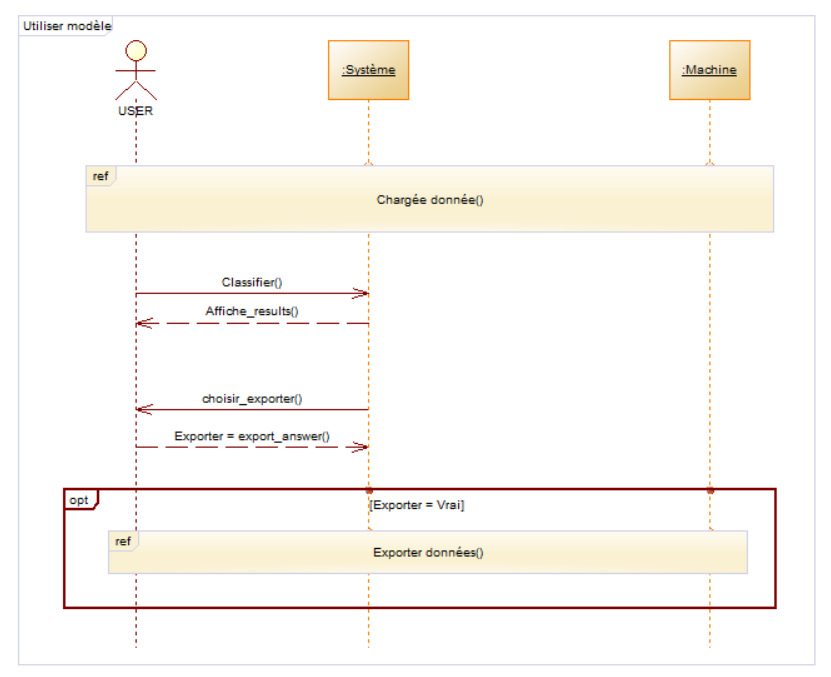 Utiliser modèle
:Système
:Machine
USER
ref
Chargée donnée()
Classifier()
Affiche_results()
choisir_exporter()
Exporter = export_answer()
opt
[Exporter = Vrai]
ref
Exporter données()